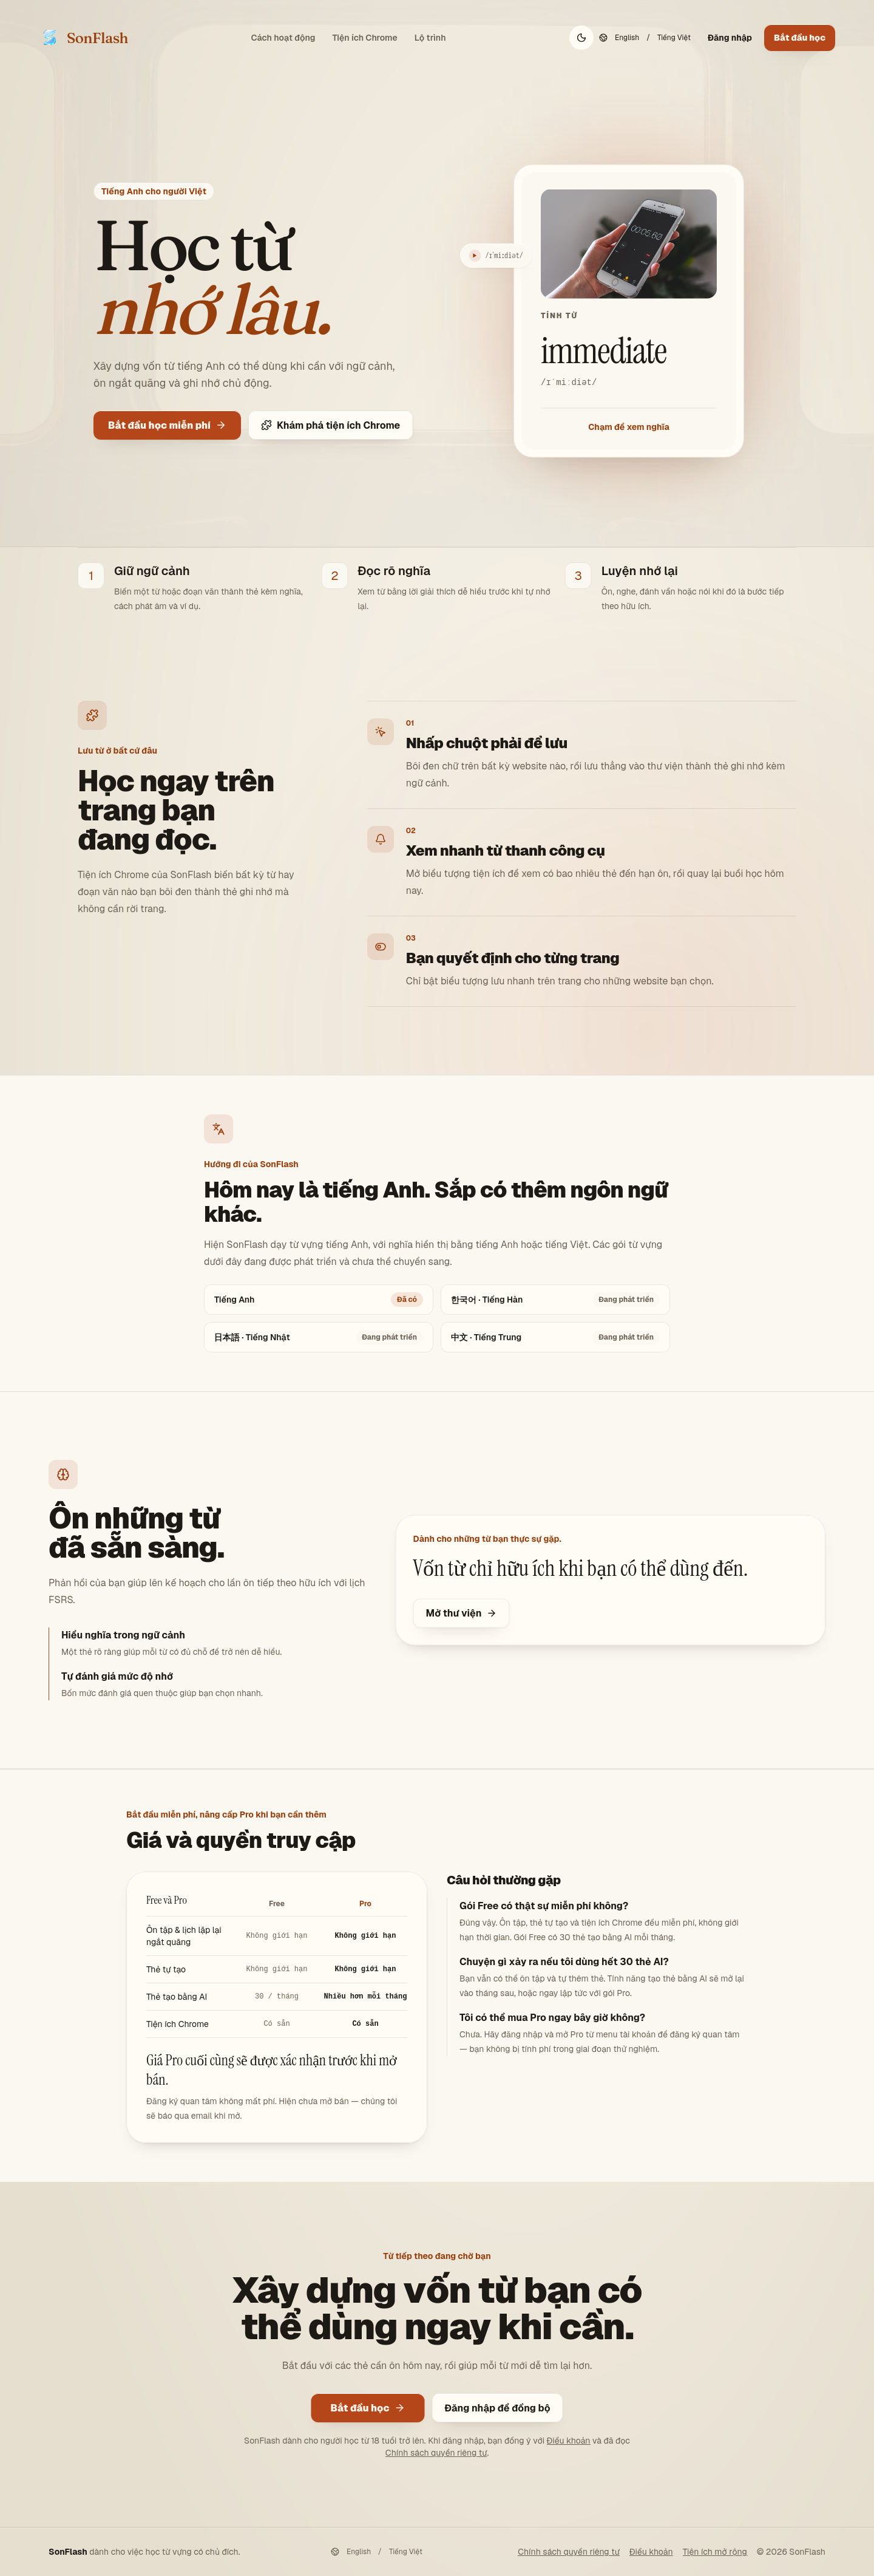 SonFlash
Cách hoạt động
Tiện ích Chrome
Lộ trình
English / Tiếng Việt
Đăng nhập
Bắt đầu học
Tiếng Anh cho người Việt
Học từ
nhớ lâu.
Xây dựng vốn từ tiếng Anh có thể dùng khi cần với ngữ cảnh,
ôn ngắt quãng và ghi nhớ chủ động.
Bắt đầu học miễn phí
Khám phá tiện ích Chrome
/ɪˈmiːdiət/
00:05.60
TÍNH TỪ
immediate
/ɪˈmiːdiət/
Chạm để xem nghĩa
1
Giữ ngữ cảnh
Biến một từ hoặc đoạn văn thành thẻ kèm nghĩa,
cách phát âm và ví dụ.
2
Đọc rõ nghĩa
Xem từ bằng lời giải thích dễ hiểu trước khi tự nhớ
lại.
3
Luyện nhớ lại
Ôn, nghe, đánh vần hoặc nói khi đó là bước tiếp
theo hữu ích.
Lưu từ ở bất cứ đâu
Học ngay trên
trang bạn
đang đọc.
Tiện ích Chrome của SonFlash biến bất kỳ từ hay
đoạn văn nào bạn bôi đen thành thẻ ghi nhớ mà
không cần rời trang.
01
Nhấp chuột phải để lưu
Bôi đen chữ trên bất kỳ website nào, rồi lưu thẳng vào thư viện thành thẻ ghi nhớ kèm
ngữ cảnh.
02
Xem nhanh từ thanh công cụ
Mở biểu tượng tiện ích để xem có bao nhiêu thẻ đến hạn ôn, rồi quay lại buổi học hôm
nay.
03
Bạn quyết định cho từng trang
Chỉ bật biểu tượng lưu nhanh trên trang cho những website bạn chọn.
Hướng đi của SonFlash
Hôm nay là tiếng Anh. Sắp có thêm ngôn ngữ
khác.
Hiện SonFlash dạy từ vựng tiếng Anh, với nghĩa hiển thị bằng tiếng Anh hoặc tiếng Việt. Các gói từ vựng
dưới đây đang được phát triển và chưa thể chuyển sang.
Tiếng Anh
Đã có
한국어 · Tiếng Hàn
Đang phát triển
日本語 · Tiếng Nhật
Đang phát triển
中文 · Tiếng Trung
Đang phát triển
Ôn những từ
đã sẵn sàng.
Phản hồi của bạn giúp lên kế hoạch cho lần ôn tiếp theo hữu ích với lịch
FSRS.
Hiểu nghĩa trong ngữ cảnh
Một thẻ rõ ràng giúp mỗi từ có đủ chỗ để trở nên dễ hiểu.
Tự đánh giá mức độ nhớ
Bốn mức đánh giá quen thuộc giúp bạn chọn nhanh.
Dành cho những từ bạn thực sự gặp.
Vốn từ chỉ hữu ích khi bạn có thể dùng đến.
Mở thư viện
Bắt đầu miễn phí, nâng cấp Pro khi bạn cần thêm
Giá và quyền truy cập
Free và Pro
Free
Pro
Ôn tập & lịch lặp lại
ngắt quãng
Không giới hạn
Không giới hạn
Thẻ tự tạo
Không giới hạn
Không giới hạn
Thẻ tạo bằng AI
30 / tháng
Nhiều hơn mỗi tháng
Tiện ích Chrome
Có sẵn
Có sẵn
Giá Pro cuối cùng sẽ được xác nhận trước khi mở
bán.
Đăng ký quan tâm không mất phí. Hiện chưa mở bán — chúng tôi
sẽ báo qua email khi mở.
Câu hỏi thường gặp
Gói Free có thật sự miễn phí không?
Đúng vậy. Ôn tập, thẻ tự tạo và tiện ích Chrome đều miễn phí, không giới
hạn thời gian. Gói Free có 30 thẻ tạo bằng AI mỗi tháng.
Chuyện gì xảy ra nếu tôi dùng hết 30 thẻ AI?
Bạn vẫn có thể ôn tập và tự thêm thẻ. Tính năng tạo thẻ bằng AI sẽ mở lại
vào tháng sau, hoặc ngay lập tức với gói Pro.
Tôi có thể mua Pro ngay bây giờ không?
Chưa. Hãy đăng nhập và mở Pro từ menu tài khoản để đăng ký quan tâm
— bạn không bị tính phí trong giai đoạn thử nghiệm.
Từ tiếp theo đang chờ bạn
Xây dựng vốn từ bạn có
thể dùng ngay khi cần.
Bắt đầu với các thẻ cần ôn hôm nay, rồi giúp mỗi từ mới dễ tìm lại hơn.
Bắt đầu học
Đăng nhập để đồng bộ
SonFlash dành cho người học từ 18 tuổi trở lên. Khi đăng nhập, bạn đồng ý với Điều khoản và đã đọc
Chính sách quyền riêng tư.
SonFlash dành cho việc học từ vựng có chủ đích.
English / Tiếng Việt
Chính sách quyền riêng tư
Điều khoản
Tiện ích mở rộng
© 2026 SonFlash